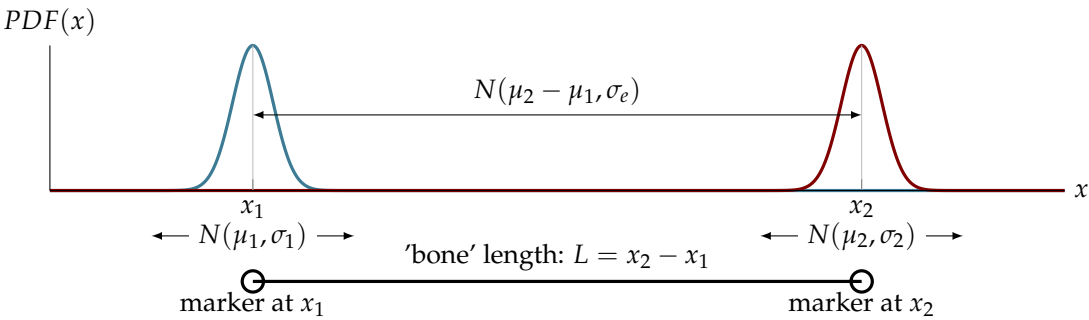 PDF(x)
N(μ₂ − μ₁, σₑ)
x
x₁ x₂
N(μ₁, σ₁) N(μ₂, σ₂)
'bone' length: L = x₂ − x₁
marker at x₁ marker at x₂